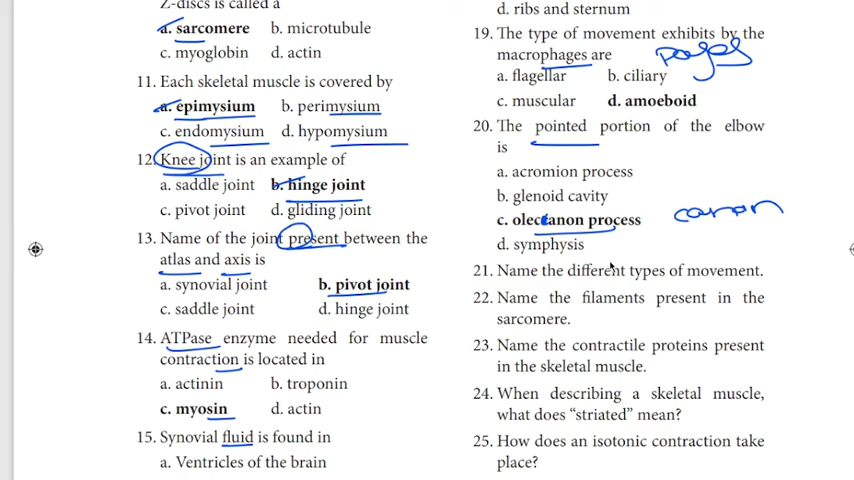 Z-discs is called a
a. sarcomere b. microtubule
c. myoglobin d. actin
11. Each skeletal muscle is covered by
a. epimysium b. perimysium
c. endomysium d. hypomysium
12. Knee joint is an example of
a. saddle joint b. hinge joint
c. pivot joint d. gliding joint
13. Name of the joint present between the
atlas and axis is
a. synovial joint b. pivot joint
c. saddle joint d. hinge joint
14. ATPase enzyme needed for muscle
contraction is located in
a. actinin b. troponin
c. myosin d. actin
15. Synovial fluid is found in
a. Ventricles of the brain
d. ribs and sternum
19. The type of movement exhibits by the
macrophages are
a. flagellar b. ciliary
c. muscular d. amoeboid
20. The pointed portion of the elbow
is
a. acromion process
b. glenoid cavity
c. olecranon process
d. symphysis
21. Name the different types of movement.
22. Name the filaments present in the
sarcomere.
23. Name the contractile proteins present
in the skeletal muscle.
24. When describing a skeletal muscle,
what does “striated” mean?
25. How does an isotonic contraction take
place?